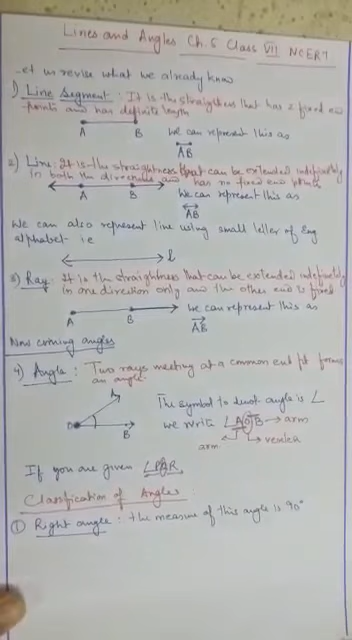 Lines and Angles Ch. 5 Class VII NCERT
et us revise what we already know
1) Line Segment : It is the straightness that has 2 fixed end
points and has definite length
A B
We can represent this as
AB
2) Line: It is the straightness that can be extended indefinitely
in both the directions and has no fixed end points
A B
We can represent this as
AB
We can also represent line using small letter of Eng
alphabet - ie
l
3) Ray It is the straightness that can be extended indefinitely
in one direction only and the other end is fixed
A B
We can represent this as
AB
Now coming angles
4) Angle : Two rays meeting at a common end pt forms
an angle
A
O B
The symbol to denot angle is ∠
we write ∠AOB → arm
arm → vertex
If you are given ∠PQR,
Classification of Angles
① Right angle : the measure of this angle is 90°